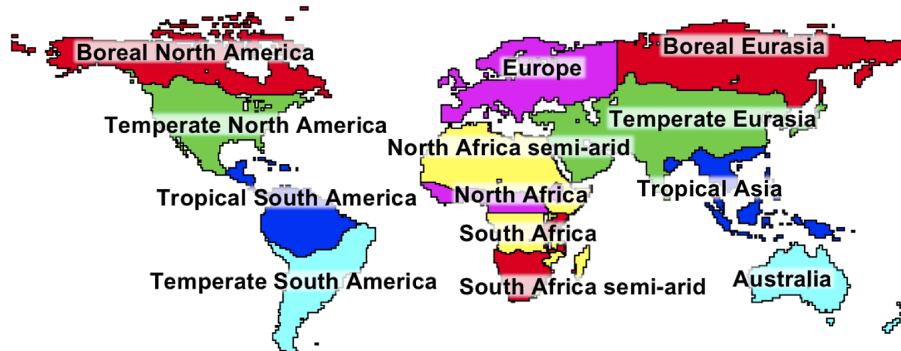 Boreal North America
Boreal Eurasia
Europe
Temperate North America
Temperate Eurasia
North Africa semi-arid
Tropical South America
North Africa
Tropical Asia
South Africa
Temperate South America
South Africa semi-arid
Australia